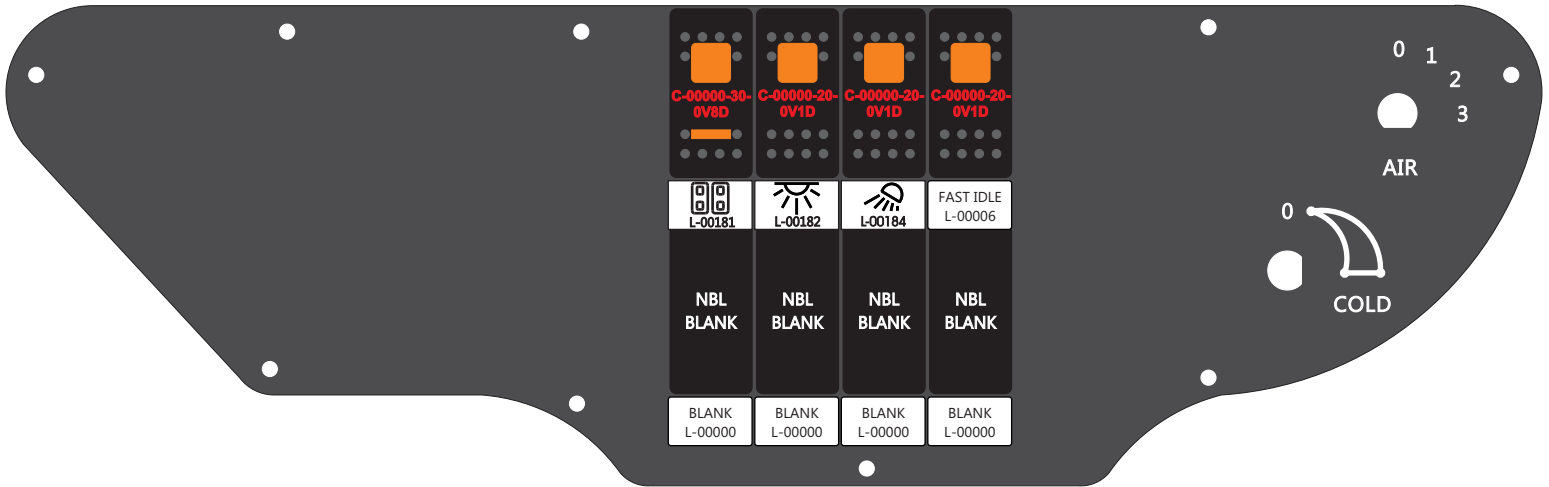 C-00000-30-
0V8D
C-00000-20-
0V1D
C-00000-20-
0V1D
C-00000-20-
0V1D
0
1
2
3
AIR
L-00181
L-00182
L-00184
FAST IDLE
L-00006
0
COLD
NBL
BLANK
NBL
BLANK
NBL
BLANK
NBL
BLANK
BLANK
L-00000
BLANK
L-00000
BLANK
L-00000
BLANK
L-00000